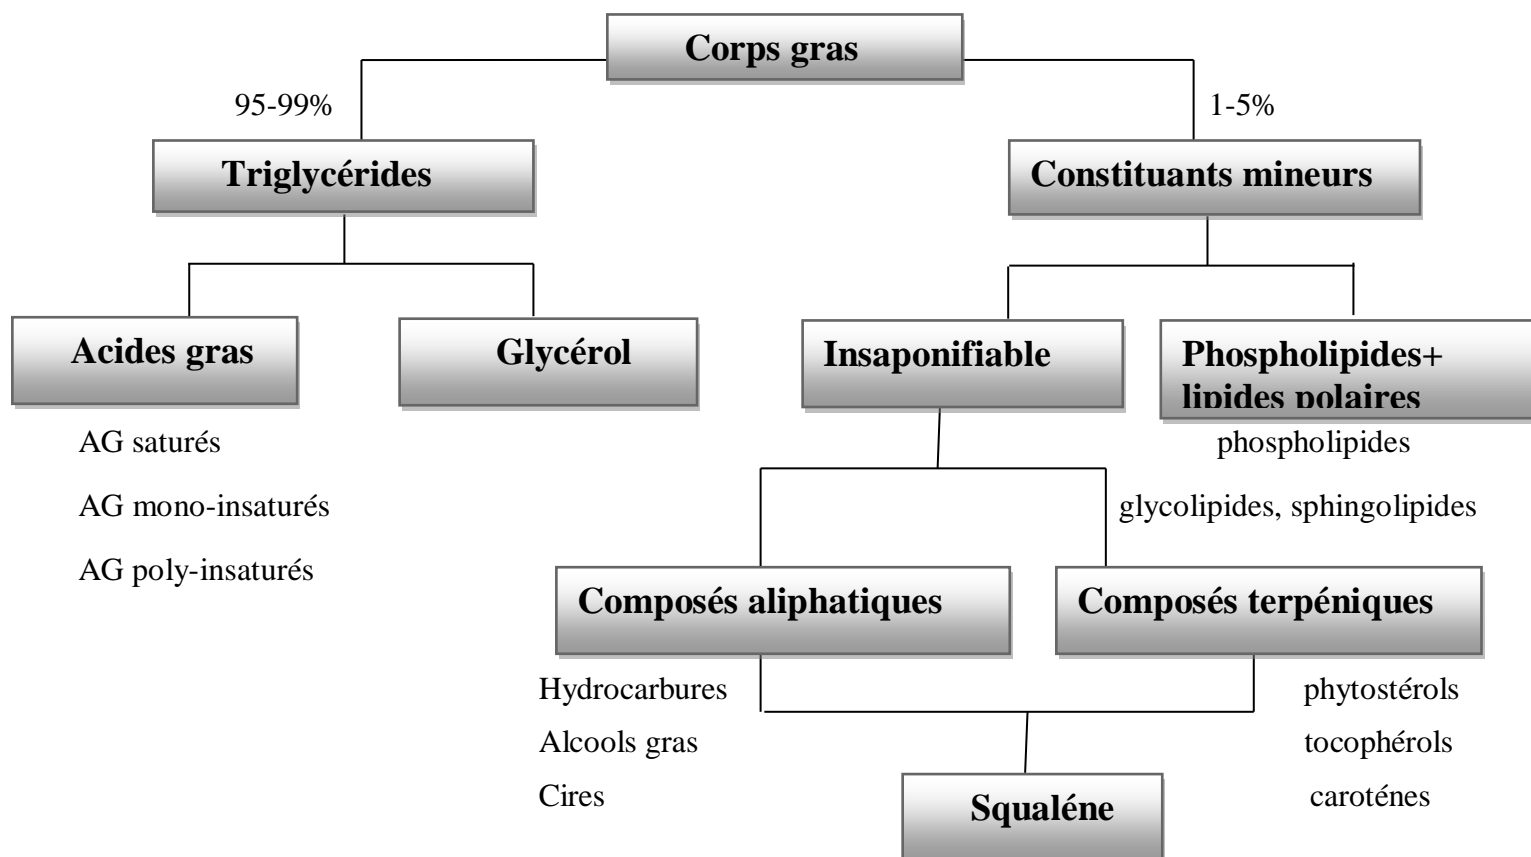 Corps gras
95-99%
1-5%
Triglycérides
Constituants mineurs
Acides gras
Glycérol
Insaponifiable
Phospholipides+
lipides polaires
AG saturés
phospholipides
AG mono-insaturés
glycolipides, sphingolipides
AG poly-insaturés
Composés aliphatiques
Composés terpéniques
Hydrocarbures
phytostérols
Alcools gras
tocophérols
Cires
caroténes
Squaléne